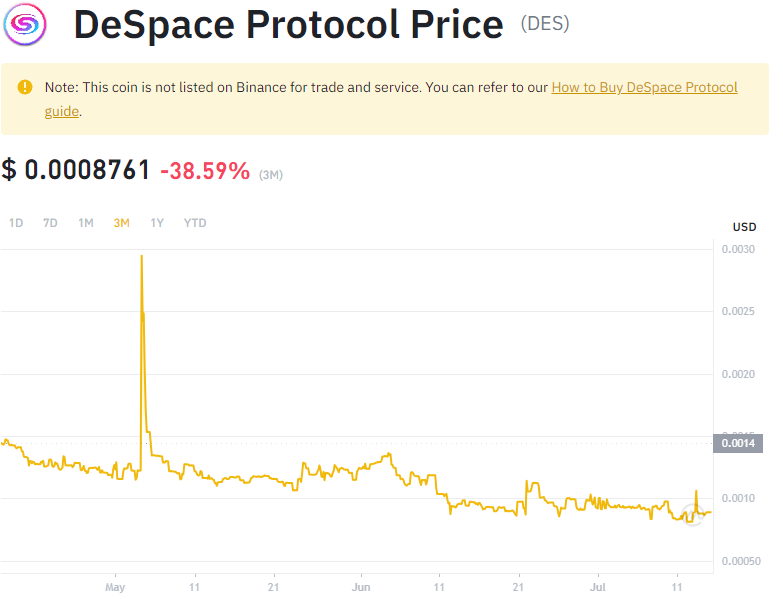 DeSpace Protocol Price (DES)
Note: This coin is not listed on Binance for trade and service. You can refer to our How to Buy DeSpace Protocol
guide.
$ 0.0008761 -38.59% (3M)
1D 7D 1M 3M 1Y YTD
USD
0.0030
0.0025
0.0020
0.0014
0.0010
0.00050
May 11 21 Jun 11 21 Jul 11